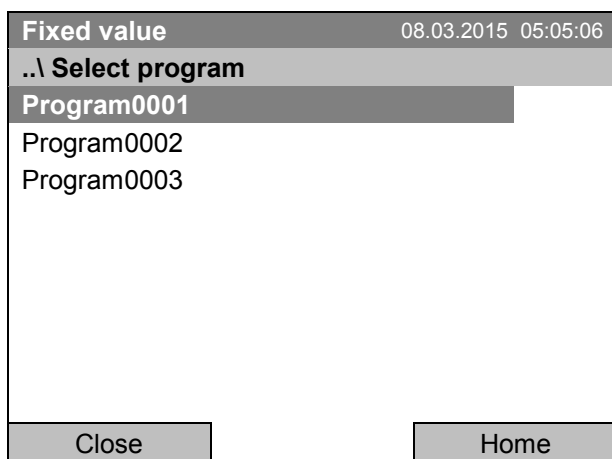 Fixed value 08.03.2015 05:05:06
..\ Select program
Program0001
Program0002
Program0003
Close Home